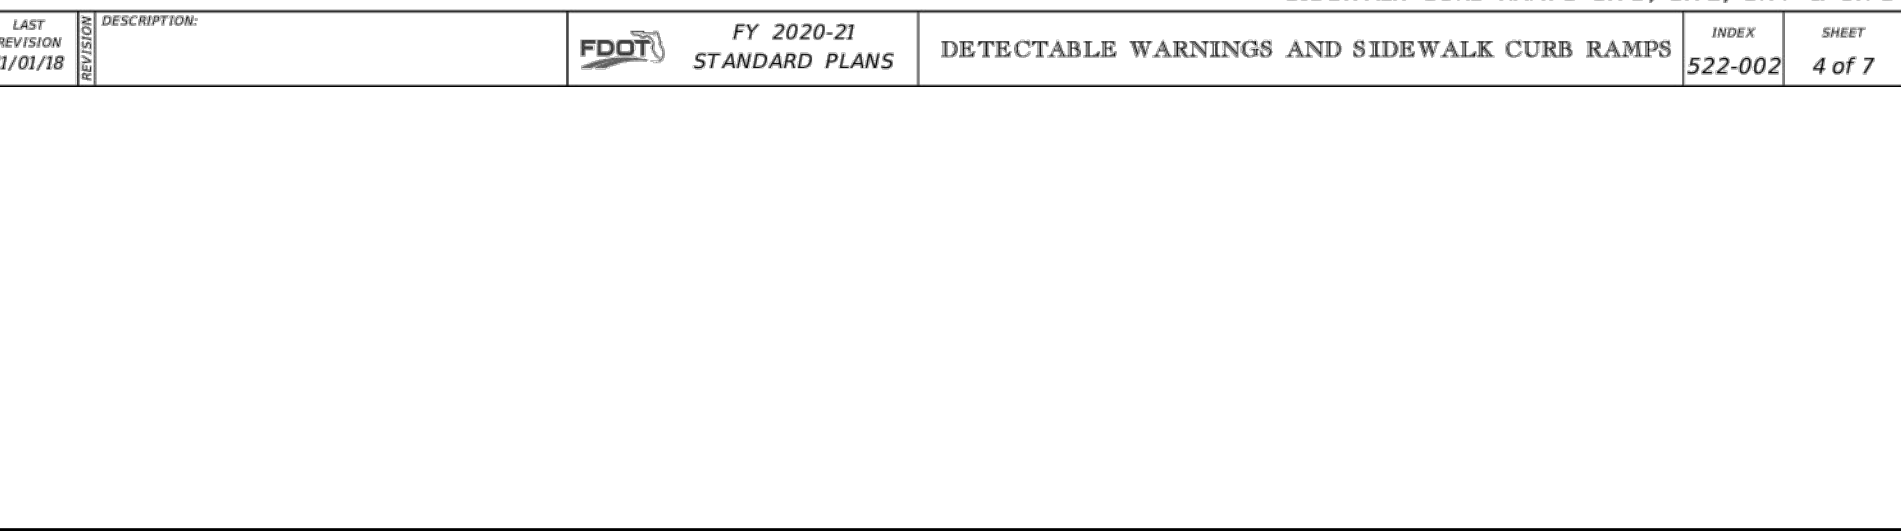 LAST
REVISION
1/01/18
REVISION
DESCRIPTION:
FDOT
FY 2020-21
STANDARD PLANS
DETECTABLE WARNINGS AND SIDEWALK CURB RAMPS
INDEX
522-002
SHEET
4 of 7